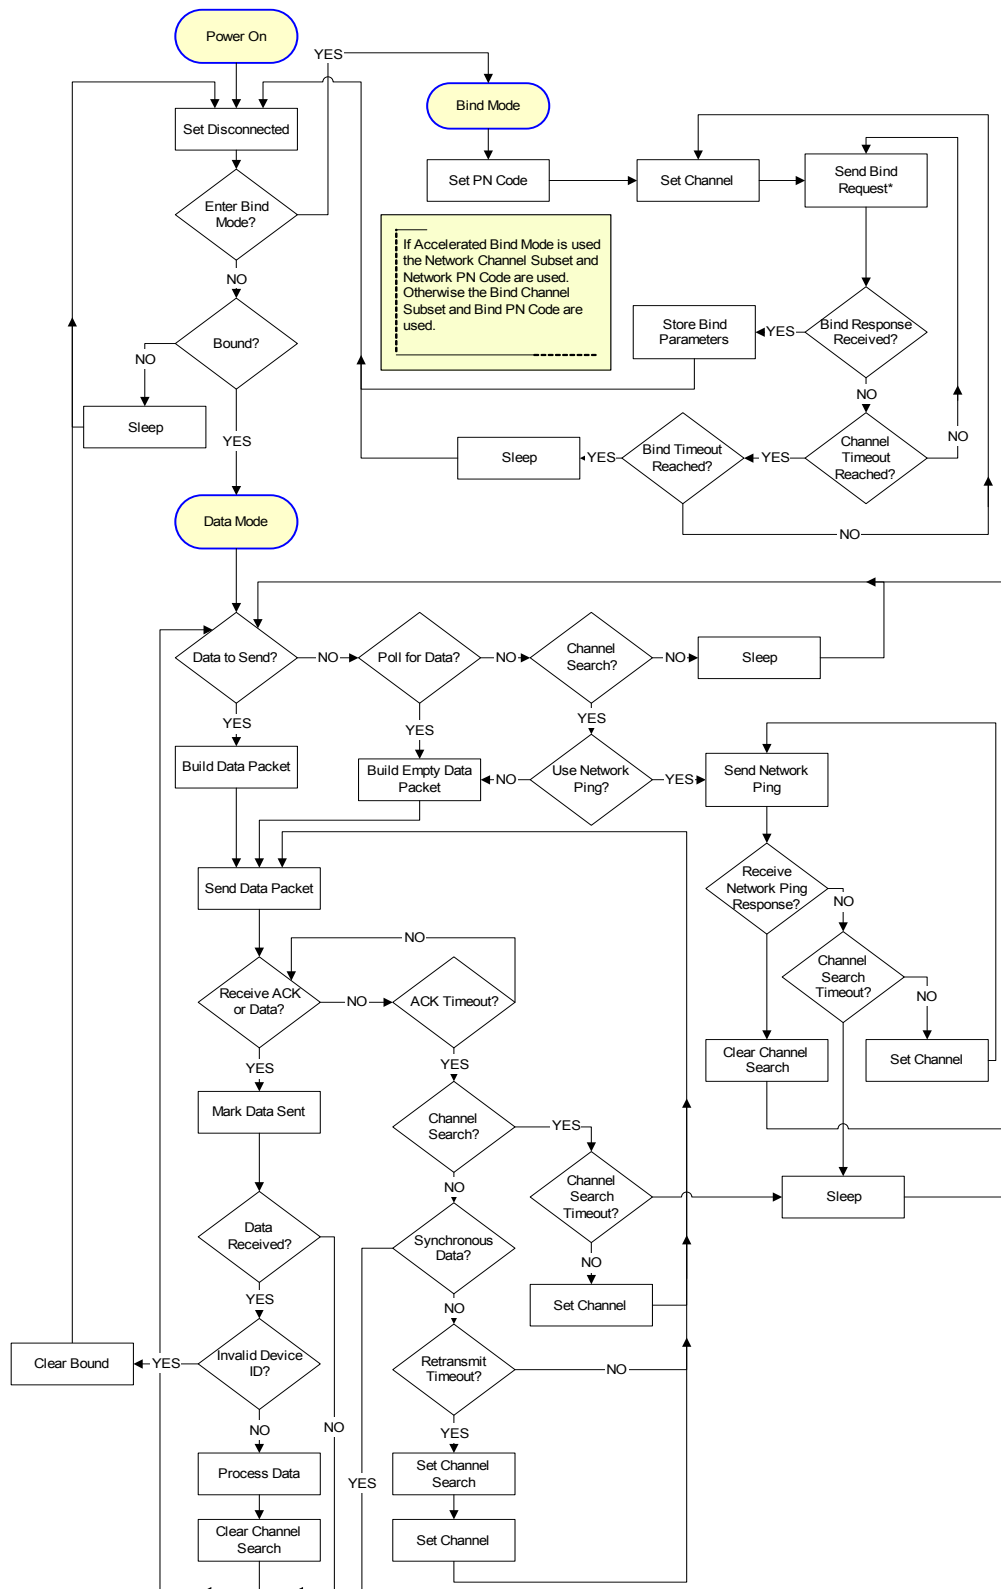 Power On
YES
Bind Mode
Set Disconnected
Set PN Code
Set Channel
Send Bind
Request*
Enter Bind
Mode?
NO
If Accelerated Bind Mode is used
the Network Channel Subset and
Network PN Code are used.
Otherwise the Bind Channel
Subset and Bind PN Code are
used.
Bound?
NO
Sleep
YES
Store Bind
Parameters
YES
Bind Response
Received?
NO
Sleep
YES
Bind Timeout
Reached?
YES
Channel
Timeout
Reached?
NO
NO
Data Mode
Data to Send?
NO
Poll for Data?
NO
Channel
Search?
NO
Sleep
YES
YES
YES
Build Data Packet
Build Empty Data
Packet
NO
Use Network
Ping?
YES
Send Network
Ping
Send Data Packet
Receive
Network Ping
Response?
NO
NO
Receive ACK
or Data?
NO
ACK Timeout?
Channel
Search
Timeout?
NO
YES
YES
Clear Channel
Search
Set Channel
Mark Data Sent
Channel
Search?
YES
NO
Channel
Search
Timeout?
Sleep
Data
Received?
Synchronous
Data?
NO
YES
NO
Set Channel
Clear Bound
YES
Invalid Device
ID?
Retransmit
Timeout?
NO
NO
NO
YES
Process Data
YES
Set Channel
Search
Clear Channel
Search
Set Channel